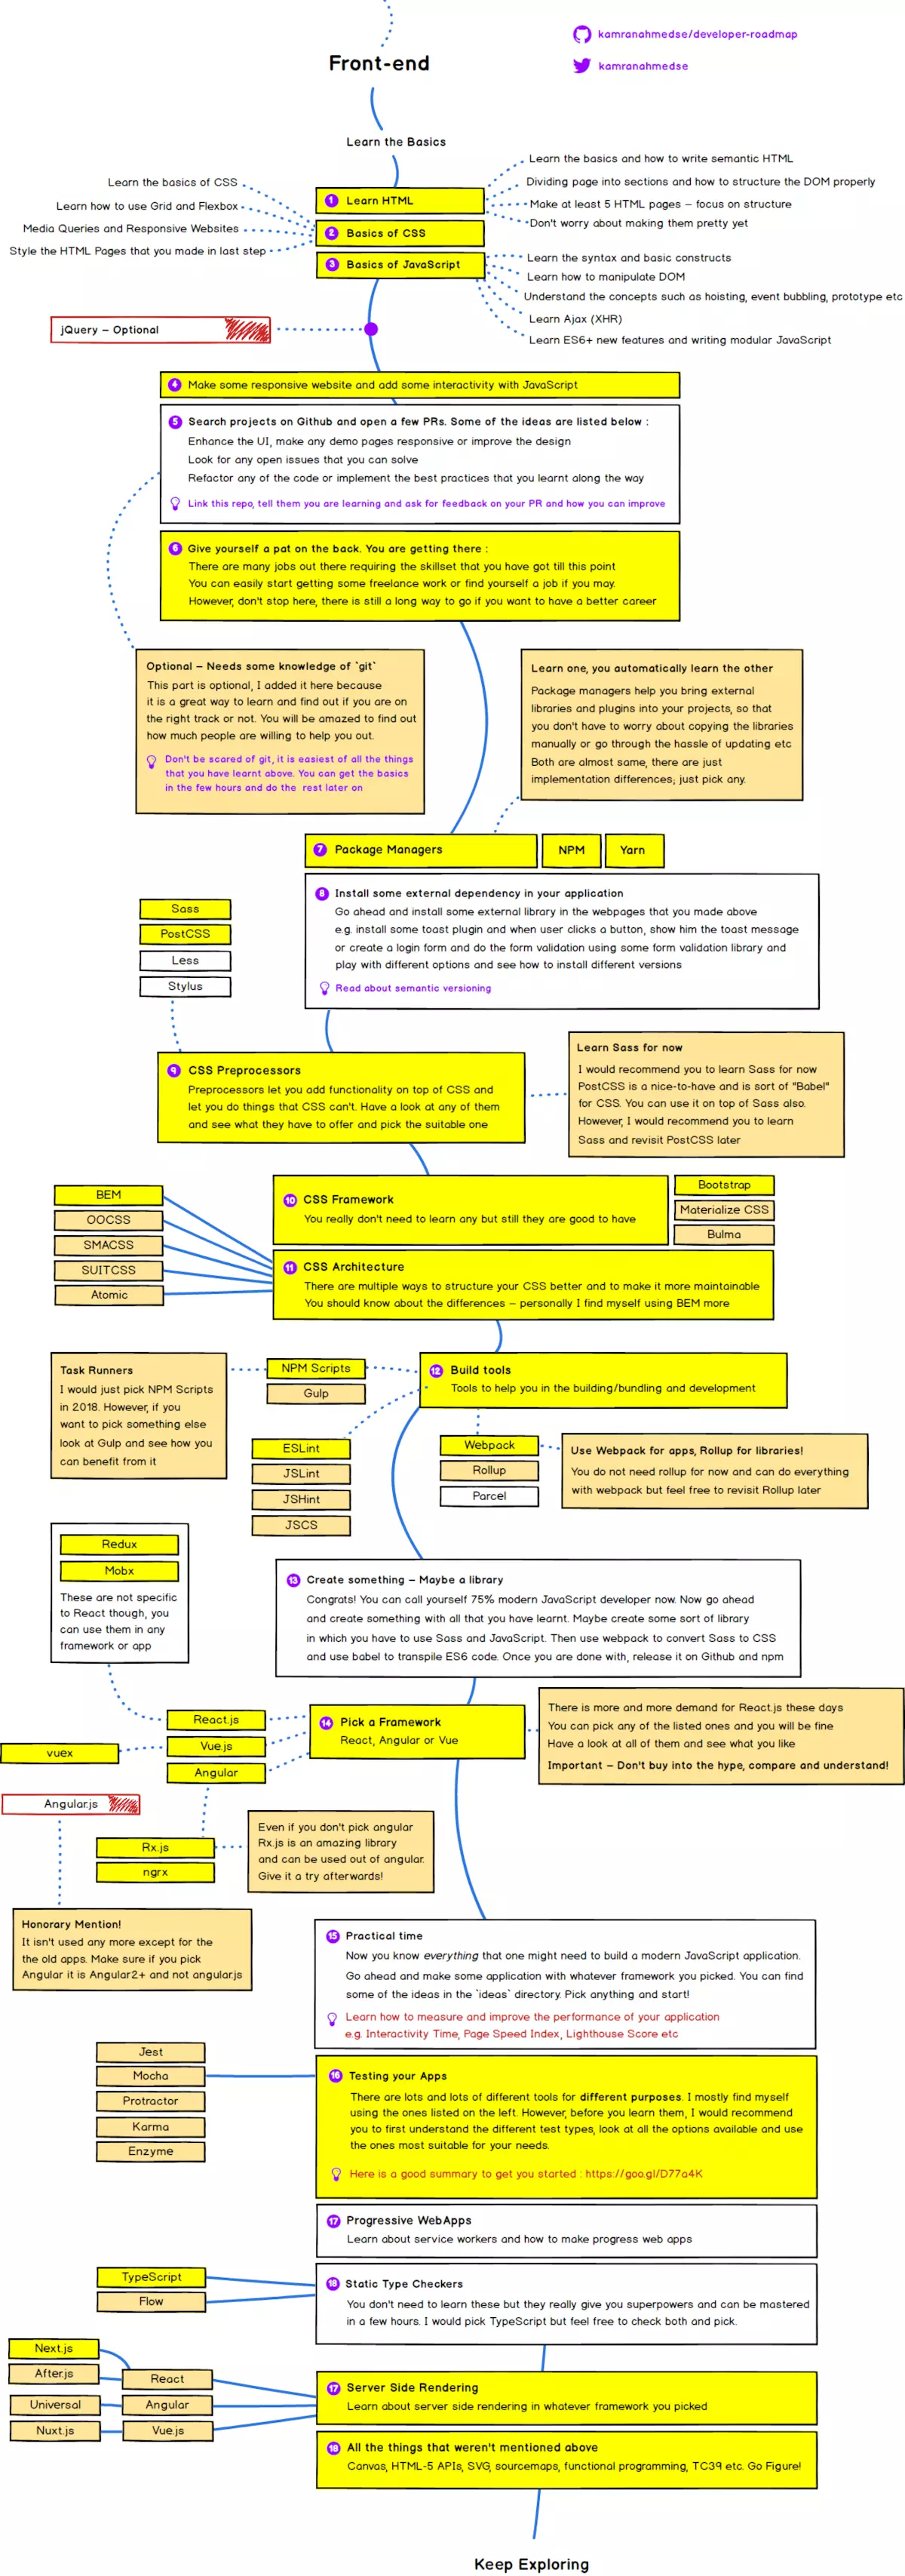 kamranahmedse/developer-roadmap
Front-end
kamranahmedse
Learn the Basics
Learn the basics and how to write semantic HTML
Dividing page into sections and how to structure the DOM properly
Make at least 5 HTML pages – focus on structure
Don't worry about making them pretty yet
1 Learn HTML
Learn the basics of CSS
Learn how to use Grid and Flexbox
Media Queries and Responsive Websites
Style the HTML Pages that you made in last step
2 Basics of CSS
3 Basics of JavaScript
Learn the syntax and basic constructs
Learn how to manipulate DOM
Understand the concepts such as hoisting, event bubbling, prototype etc
Learn Ajax (XHR)
Learn ES6+ new features and writing modular JavaScript
jQuery – Optional
4 Make some responsive website and add some interactivity with JavaScript
5 Search projects on Github and open a few PRs. Some of the ideas are listed below :
Enhance the UI, make any demo pages responsive or improve the design
Look for any open issues that you can solve
Refactor any of the code or implement the best practices that you learnt along the way
Link this repo, tell them you are learning and ask for feedback on your PR and how you can improve
6 Give yourself a pat on the back. You are getting there :
There are many jobs out there requiring the skillset that you have got till this point
You can easily start getting some freelance work or find yourself a job if you may.
However, don't stop here, there is still a long way to go if you want to have a better career
Optional – Needs some knowledge of `git`
This part is optional, I added it here because
it is a great way to learn and find out if you are on
the right track or not. You will be amazed to find out
how much people are willing to help you out.
Don't be scared of git, it is easiest of all the things
that you have learnt above. You can get the basics
in the few hours and do the rest later on
Learn one, you automatically learn the other
Package managers help you bring external
libraries and plugins into your projects, so that
you don't have to worry about copying the libraries
manually or go through the hassle of updating etc
Both are almost same, there are just
implementation differences; just pick any.
7 Package Managers
NPM
Yarn
8 Install some external dependency in your application
Go ahead and install some external library in the webpages that you made above
e.g. install some toast plugin and when user clicks a button, show him the toast message
or create a login form and do the form validation using some form validation library and
play with different options and see how to install different versions
Read about semantic versioning
Sass
PostCSS
Less
Stylus
9 CSS Preprocessors
Preprocessors let you add functionality on top of CSS and
let you do things that CSS can't. Have a look at any of them
and see what they have to offer and pick the suitable one
Learn Sass for now
I would recommend you to learn Sass for now
PostCSS is a nice-to-have and is sort of "Babel"
for CSS. You can use it on top of Sass also.
However, I would recommend you to learn
Sass and revisit PostCSS later
10 CSS Framework
You really don't need to learn any but still they are good to have
Bootstrap
Materialize CSS
Bulma
BEM
OOCSS
SMACSS
SUITCSS
Atomic
11 CSS Architecture
There are multiple ways to structure your CSS better and to make it more maintainable
You should know about the differences – personally I find myself using BEM more
12 Build tools
Tools to help you in the building/bundling and development
NPM Scripts
Gulp
Task Runners
I would just pick NPM Scripts
in 2018. However, if you
want to pick something else
look at Gulp and see how you
can benefit from it
ESLint
JSLint
JSHint
JSCS
Webpack
Rollup
Parcel
Use Webpack for apps, Rollup for libraries!
You do not need rollup for now and can do everything
with webpack but feel free to revisit Rollup later
Redux
Mobx
These are not specific
to React though, you
can use them in any
framework or app
13 Create something – Maybe a library
Congrats! You can call yourself 75% modern JavaScript developer now. Now go ahead
and create something with all that you have learnt. Maybe create some sort of library
in which you have to use Sass and JavaScript. Then use webpack to convert Sass to CSS
and use babel to transpile ES6 code. Once you are done with, release it on Github and npm
14 Pick a Framework
React, Angular or Vue
There is more and more demand for React.js these days
You can pick any of the listed ones and you will be fine
Have a look at all of them and see what you like
Important – Don't buy into the hype, compare and understand!
React.js
Vue.js
Angular
vuex
Angular.js
Rx.js
ngrx
Even if you don't pick angular
Rx.js is an amazing library
and can be used out of angular.
Give it a try afterwards!
Honorary Mention!
It isn't used any more except for the
the old apps. Make sure if you pick
Angular it is Angular2+ and not angular.js
15 Practical time
Now you know everything that one might need to build a modern JavaScript application.
Go ahead and make some application with whatever framework you picked. You can find
some of the ideas in the `ideas` directory. Pick anything and start!
Learn how to measure and improve the performance of your application
e.g. Interactivity Time, Page Speed Index, Lighthouse Score etc
Jest
Mocha
Protractor
Karma
Enzyme
16 Testing your Apps
There are lots and lots of different tools for different purposes. I mostly find myself
using the ones listed on the left. However, before you learn them, I would recommend
you to first understand the different test types, look at all the options available and use
the ones most suitable for your needs.
Here is a good summary to get you started : https://goo.gl/D77a4K
17 Progressive WebApps
Learn about service workers and how to make progress web apps
TypeScript
Flow
18 Static Type Checkers
You don't need to learn these but they really give you superpowers and can be mastered
in a few hours. I would pick TypeScript but feel free to check both and pick.
Next.js
After.js
React
Universal
Angular
Nuxt.js
Vue.js
17 Server Side Rendering
Learn about server side rendering in whatever framework you picked
18 All the things that weren't mentioned above
Canvas, HTML-5 APIs, SVG, sourcemaps, functional programming, TC39 etc. Go Figure!
Keep Exploring